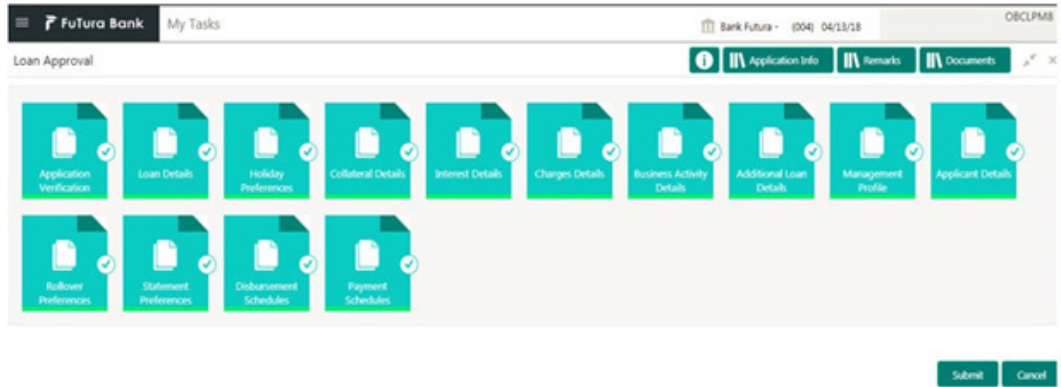 FuTura Bank My Tasks Bank Futura - (004) 04/13/18 OBCLPMB
Loan Approval Application Info Remarks Documents
Application Verification
Loan Details
Holiday Preferences
Collateral Details
Interest Details
Charges Details
Business Activity Details
Additional Loan Details
Management Profile
Applicant Details
Rollover Preferences
Statement Preferences
Disbursement Schedules
Payment Schedules
Submit Cancel